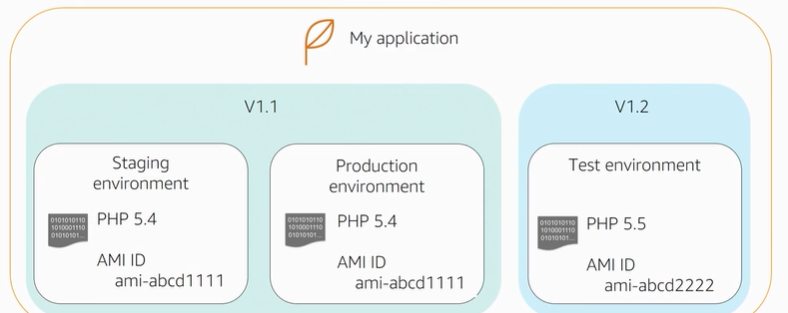 My application
V1.1
Staging
environment
0101010110
1010001110
01010101...
PHP 5.4
AMI ID
ami-abcd1111
Production
environment
0101010110
1010001110
01010101...
PHP 5.4
AMI ID
ami-abcd1111
V1.2
Test environment
0101010110
1010001110
01010101...
PHP 5.5
AMI ID
ami-abcd2222